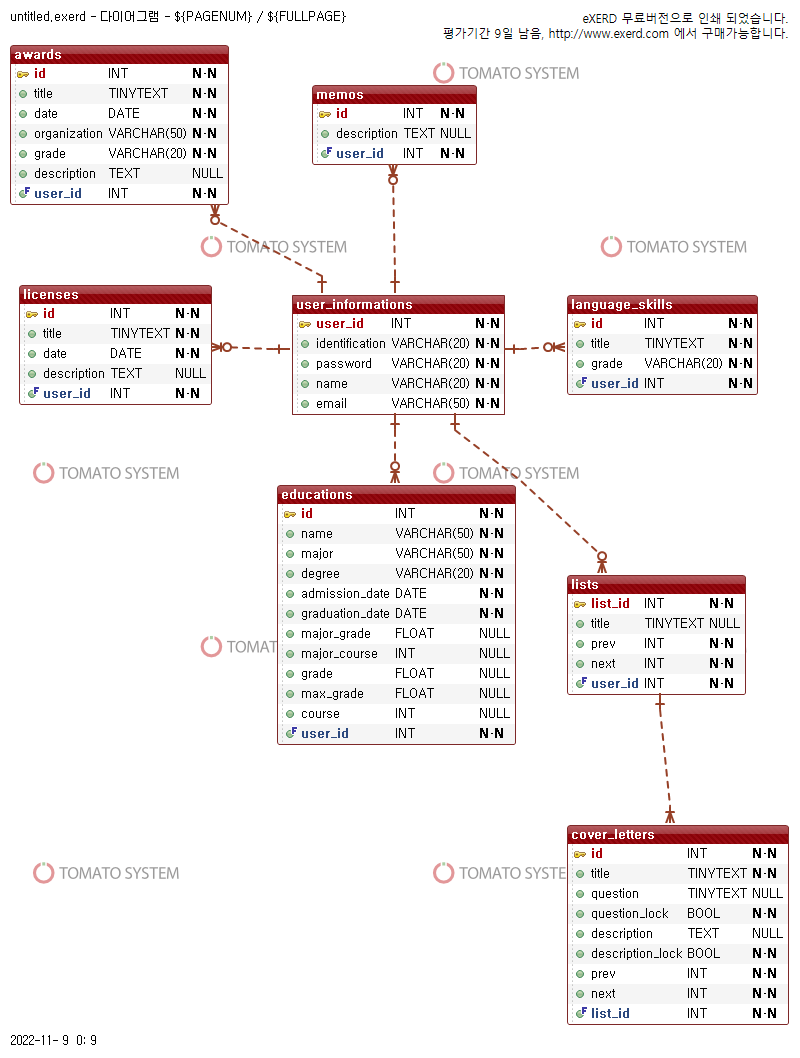 untitled.exerd - 다이어그램 - ${PAGENUM} / ${FULLPAGE}
eXERD 무료버전으로 인쇄 되었습니다.
평가기간 9일 남음, http://www.exerd.com 에서 구매가능합니다.
awards
id INT N-N
title TINYTEXT N-N
date DATE N-N
organization VARCHAR(50) N-N
grade VARCHAR(20) N-N
description TEXT NULL
user_id INT N-N
TOMATO SYSTEM
memos
id INT N-N
description TEXT NULL
user_id INT N-N
TOMATO SYSTEM
TOMATO SYSTEM
licenses
id INT N-N
title TINYTEXT N-N
date DATE N-N
description TEXT NULL
user_id INT N-N
user_informations
user_id INT N-N
identification VARCHAR(20) N-N
password VARCHAR(20) N-N
name VARCHAR(20) N-N
email VARCHAR(50) N-N
language_skills
id INT N-N
title TINYTEXT N-N
grade VARCHAR(20) N-N
user_id INT N-N
TOMATO SYSTEM
TOMATO SYSTEM
educations
id INT N-N
name VARCHAR(50) N-N
major VARCHAR(50) N-N
degree VARCHAR(20) N-N
admission_date DATE N-N
graduation_date DATE N-N
major_grade FLOAT NULL
major_course INT NULL
grade FLOAT NULL
max_grade FLOAT NULL
course INT NULL
user_id INT N-N
TOMAT
lists
list_id INT N-N
title TINYTEXT NULL
prev INT N-N
next INT N-N
user_id INT N-N
cover_letters
id INT N-N
title TINYTEXT N-N
question TINYTEXT NULL
question_lock BOOL N-N
description TEXT NULL
description_lock BOOL N-N
prev INT N-N
next INT N-N
list_id INT N-N
TOMATO SYSTEM
TOMATO SYSTE
2022-11- 9 0: 9